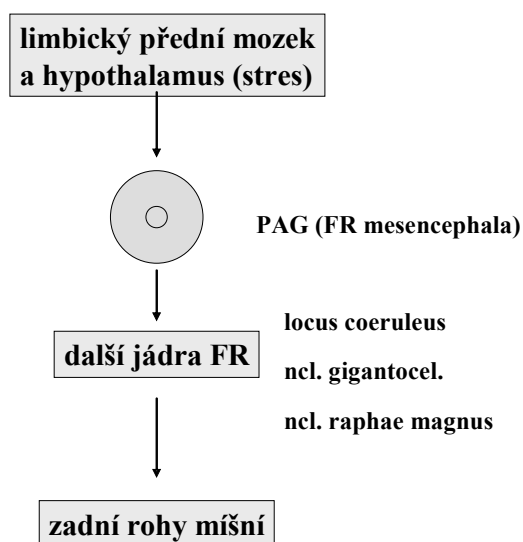 limbický přední mozek
a hypothalamus (stres)
PAG (FR mesencephala)
locus coeruleus
další jádra FR
ncl. gigantocel.
ncl. raphae magnus
zadní rohy míšní